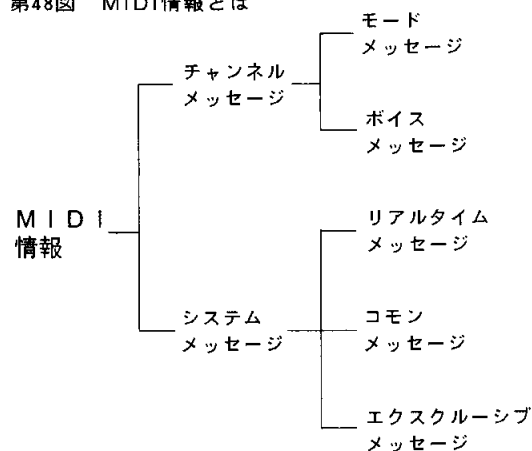 第48図 MIDI情報とは
モード
メッセージ
チャンネル
メッセージ
ボイス
メッセージ
MIDI
情報
リアルタイム
メッセージ
システム
メッセージ
コモン
メッセージ
エクスクルーシブ
メッセージ